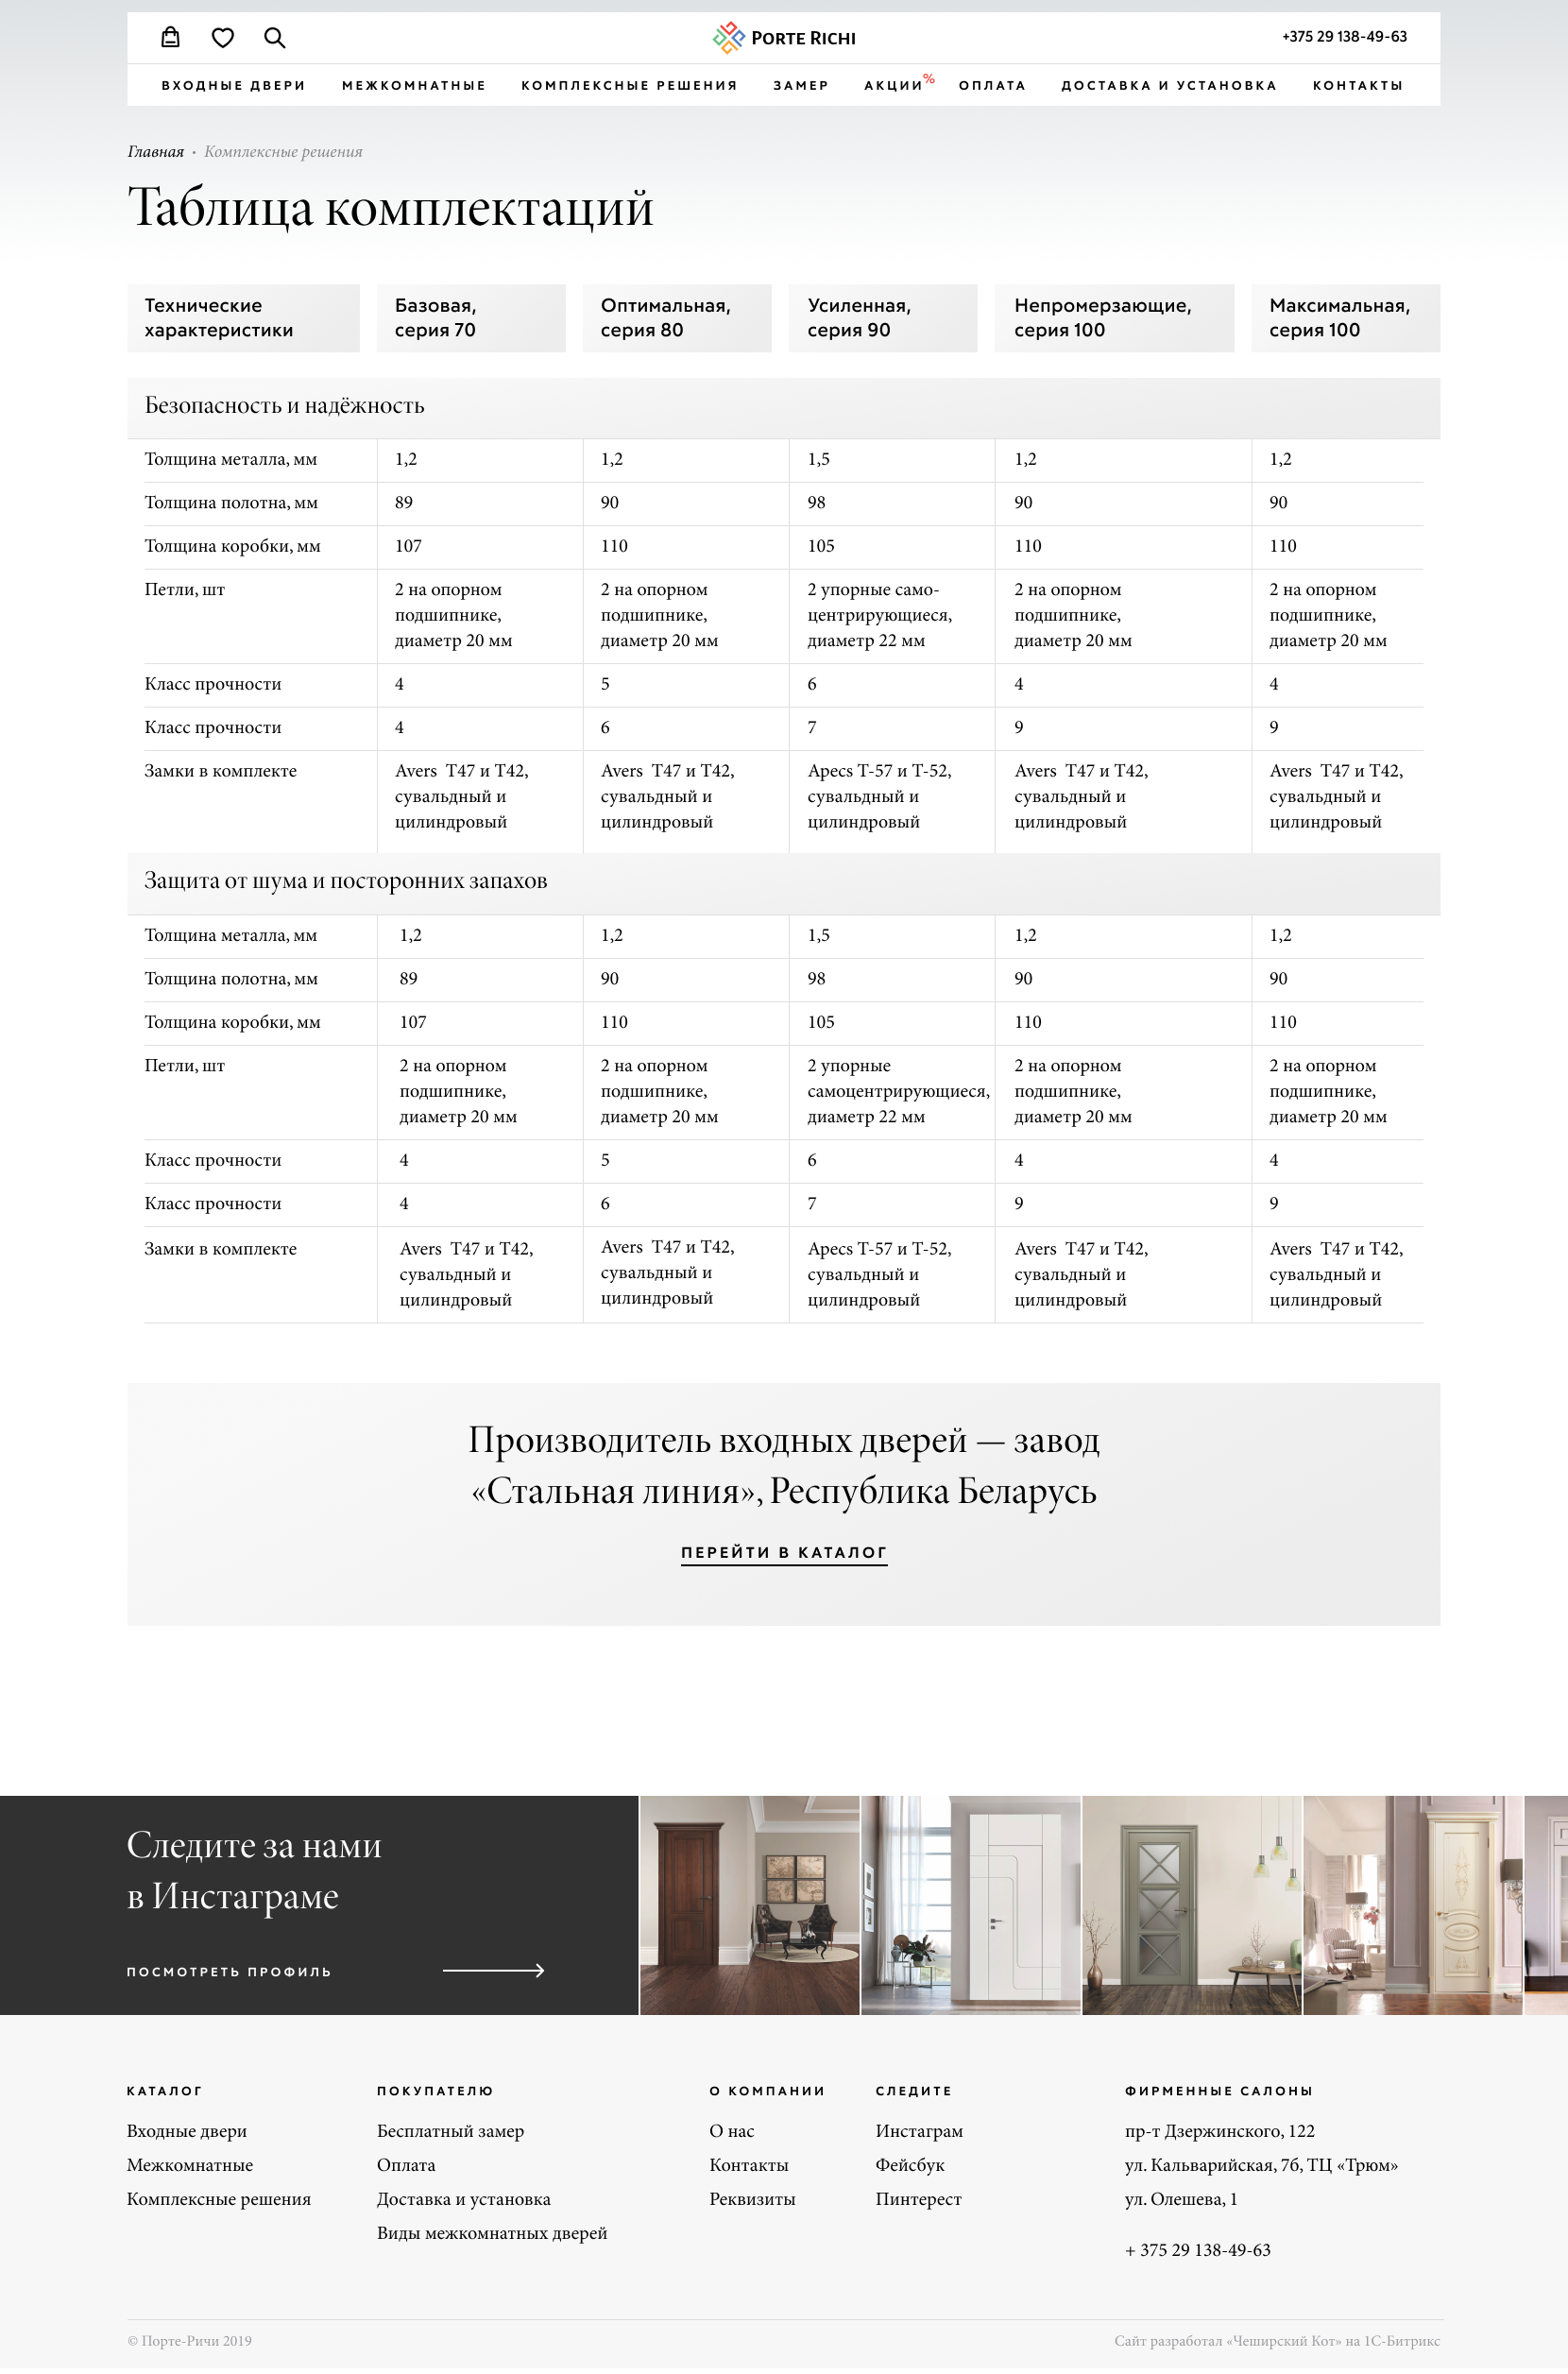 PORTE RICHI
+375 29 138-49-63
ВХОДНЫЕ ДВЕРИ МЕЖКОМНАТНЫЕ КОМПЛЕКСНЫЕ РЕШЕНИЯ ЗАМЕР АКЦИИ% ОПЛАТА ДОСТАВКА И УСТАНОВКА КОНТАКТЫ
Главная • Комплексные решения
Таблица комплектаций
Технические
характеристики
Базовая,
серия 70
Оптимальная,
серия 80
Усиленная,
серия 90
Непромерзающие,
серия 100
Максимальная,
серия 100
Безопасность и надёжность
Толщина металла, мм 1,2 1,2 1,5 1,2 1,2
Толщина полотна, мм 89 90 98 90 90
Толщина коробки, мм 107 110 105 110 110
Петли, шт
2 на опорном
подшипнике,
диаметр 20 мм
2 на опорном
подшипнике,
диаметр 20 мм
2 упорные само-
центрирующиеся,
диаметр 22 мм
2 на опорном
подшипнике,
диаметр 20 мм
2 на опорном
подшипнике,
диаметр 20 мм
Класс прочности 4 5 6 4 4
Класс прочности 4 6 7 9 9
Замки в комплекте
Avers T47 и T42,
сувальдный и
цилиндровый
Avers T47 и T42,
сувальдный и
цилиндровый
Apecs T-57 и T-52,
сувальдный и
цилиндровый
Avers T47 и T42,
сувальдный и
цилиндровый
Avers T47 и T42,
сувальдный и
цилиндровый
Защита от шума и посторонних запахов
Толщина металла, мм 1,2 1,2 1,5 1,2 1,2
Толщина полотна, мм 89 90 98 90 90
Толщина коробки, мм 107 110 105 110 110
Петли, шт
2 на опорном
подшипнике,
диаметр 20 мм
2 на опорном
подшипнике,
диаметр 20 мм
2 упорные
самоцентрирующиеся,
диаметр 22 мм
2 на опорном
подшипнике,
диаметр 20 мм
2 на опорном
подшипнике,
диаметр 20 мм
Класс прочности 4 5 6 4 4
Класс прочности 4 6 7 9 9
Замки в комплекте
Avers T47 и T42,
сувальдный и
цилиндровый
Avers T47 и T42,
сувальдный и
цилиндровый
Apecs T-57 и T-52,
сувальдный и
цилиндровый
Avers T47 и T42,
сувальдный и
цилиндровый
Avers T47 и T42,
сувальдный и
цилиндровый
Производитель входных дверей — завод
«Стальная линия», Республика Беларусь
ПЕРЕЙТИ В КАТАЛОГ
Следите за нами
в Инстаграме
ПОСМОТРЕТЬ ПРОФИЛЬ
КАТАЛОГ
Входные двери
Межкомнатные
Комплексные решения
ПОКУПАТЕЛЮ
Бесплатный замер
Оплата
Доставка и установка
Виды межкомнатных дверей
О КОМПАНИИ
О нас
Контакты
Реквизиты
СЛЕДИТЕ
Инстаграм
Фейсбук
Пинтерест
ФИРМЕННЫЕ САЛОНЫ
пр-т Дзержинского, 122
ул. Кальварийская, 7б, ТЦ «Трюм»
ул. Олешева, 1
+ 375 29 138-49-63
© Порте-Ричи 2019
Сайт разработал «Чеширский Кот» на 1С-Битрикс